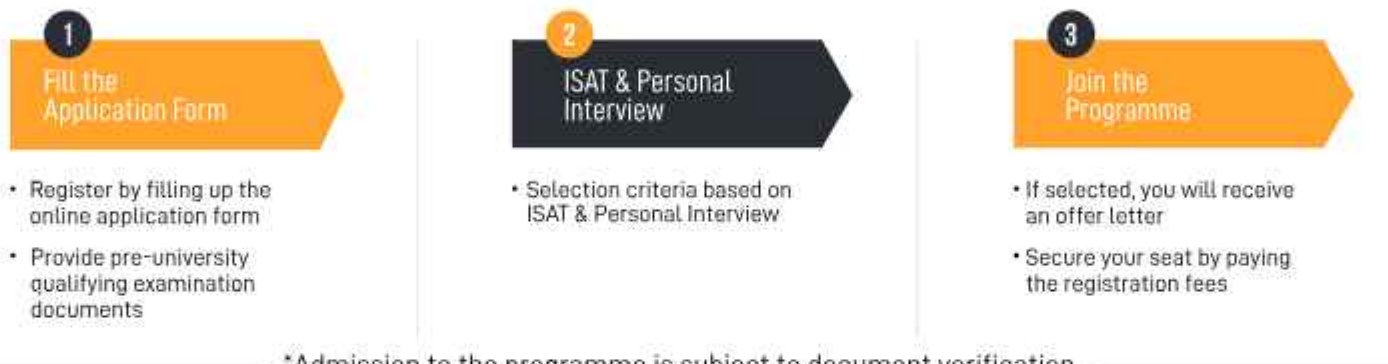 1
Fill the
Application Form
• Register by filling up the
online application form
• Provide pre-university
qualifying examination
documents
2
ISAT & Personal
Interview
• Selection criteria based on
ISAT & Personal Interview
3
Join the
Programme
• If selected, you will receive
an offer letter
• Secure your seat by paying
the registration fees
*Admission to the programme is subject to document verification